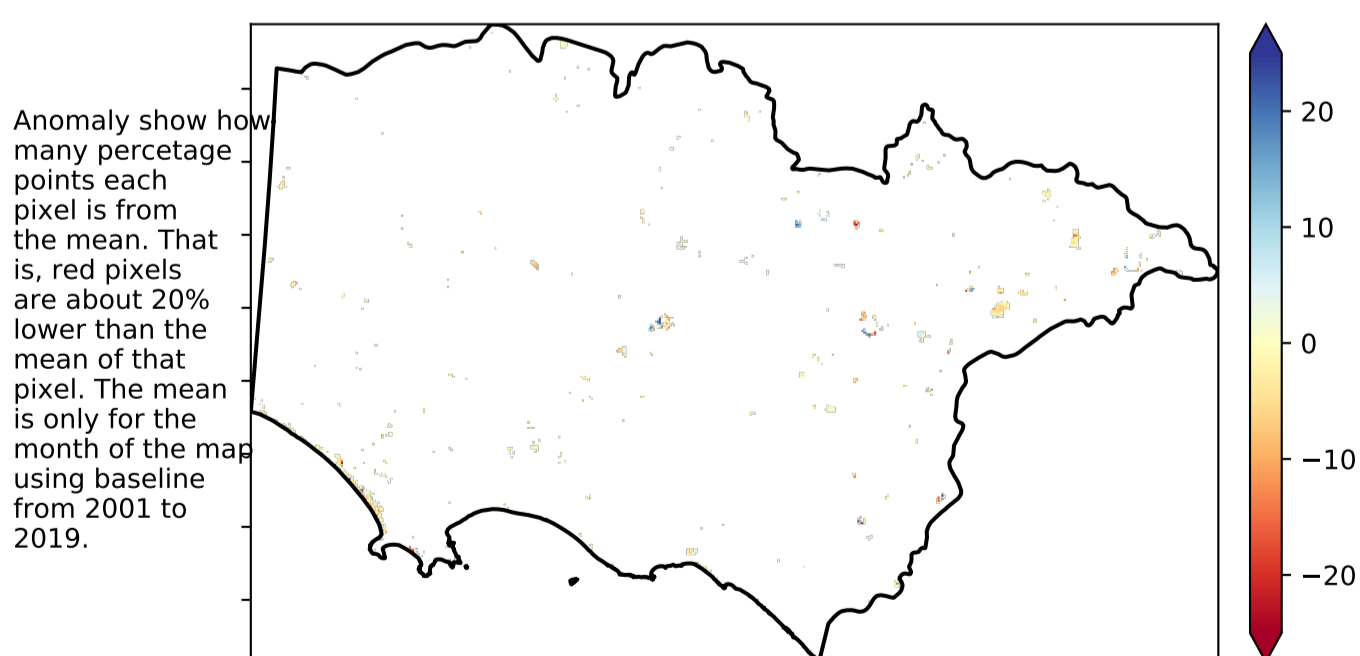 Anomaly show how
many percetage
points each
pixel is from
the mean. That
is, red pixels
are about 20%
lower than the
mean of that
pixel. The mean
is only for the
month of the map
using baseline
from 2001 to
2019.
20
10
0
−10
−20